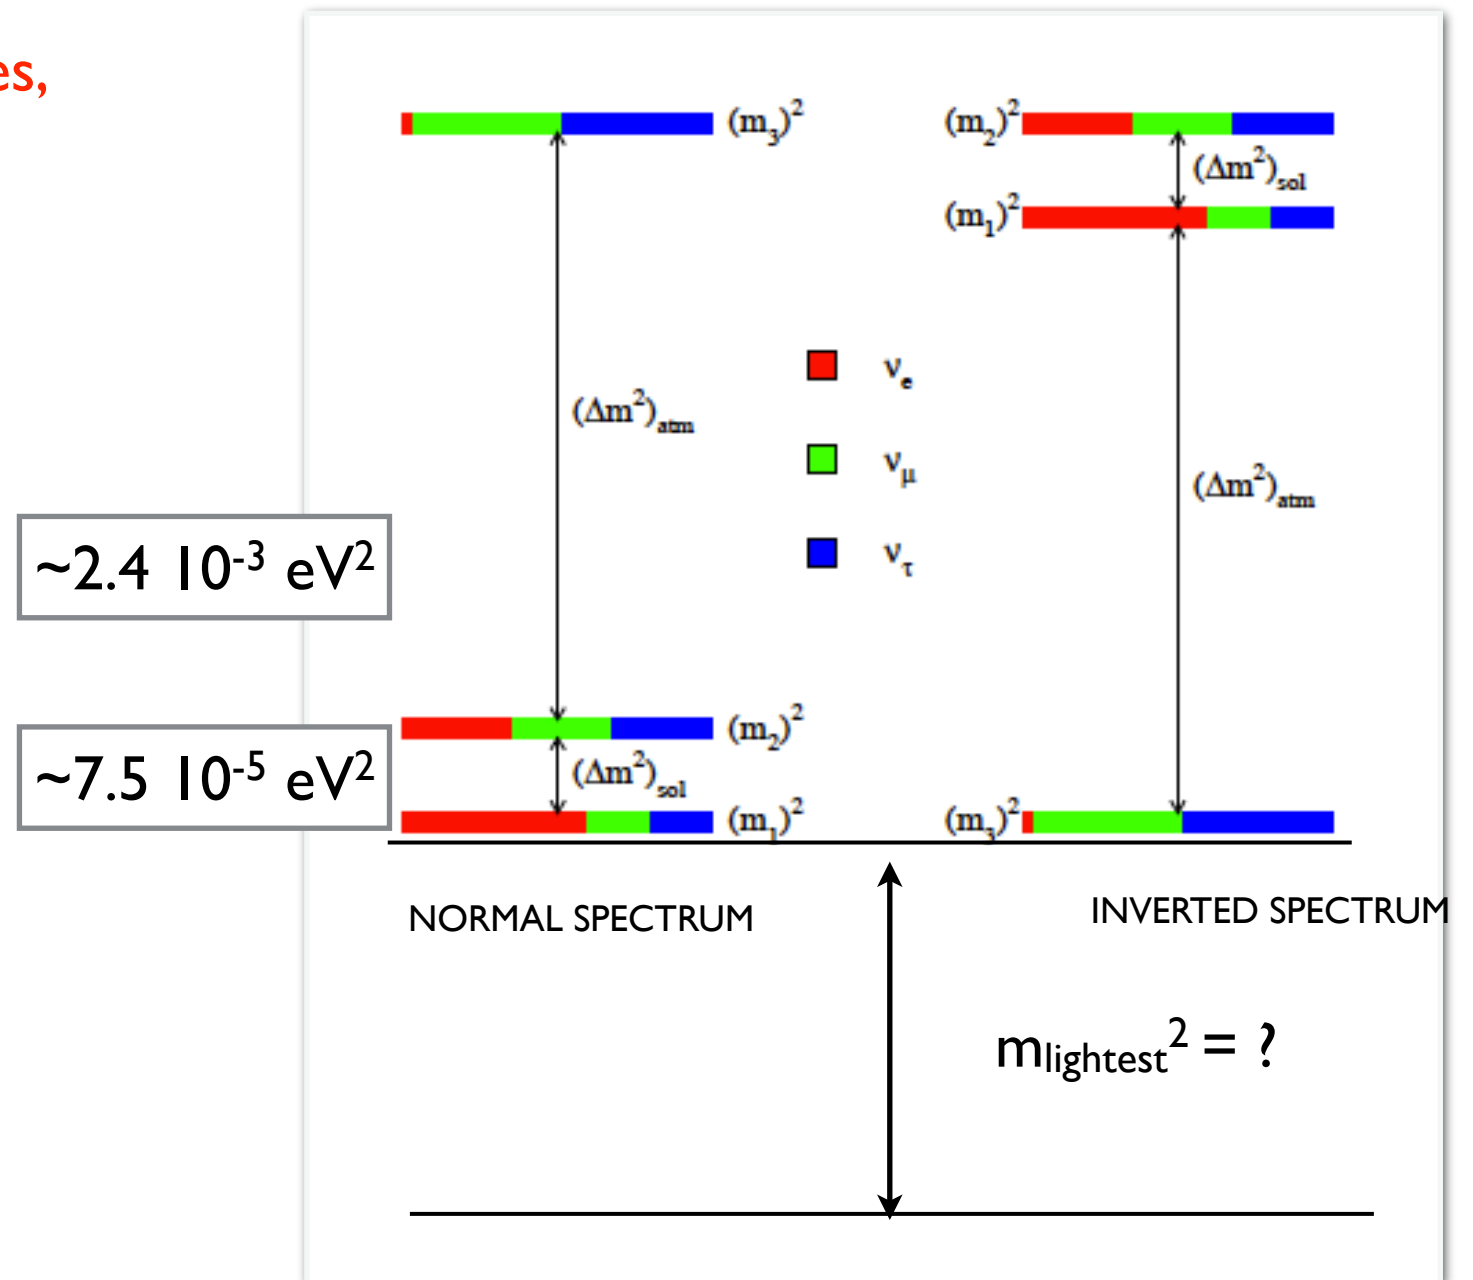 es,
(m₃)²
(m₂)²
(Δm²)sol
(m₁)²
νe
(Δm²)atm
νμ
(Δm²)atm
ντ
~2.4 10⁻³ eV²
(m₂)²
~7.5 10⁻⁵ eV²
(Δm²)sol
(m₁)²
(m₃)²
NORMAL SPECTRUM
INVERTED SPECTRUM
mlightest² = ?